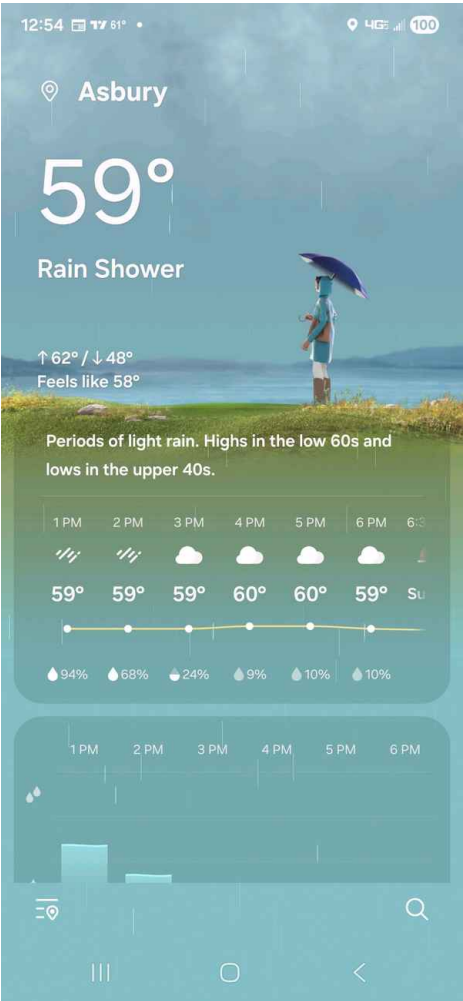 12:54 61° 4G 100
Asbury
59°
Rain Shower
↑62°/↓48°
Feels like 58°
Periods of light rain. Highs in the low 60s and
lows in the upper 40s.
1 PM 2 PM 3 PM 4 PM 5 PM 6 PM 6:3
59° 59° 59° 60° 60° 59° Su
94% 68% 24% 9% 10% 10%
1 PM 2 PM 3 PM 4 PM 5 PM 6 PM